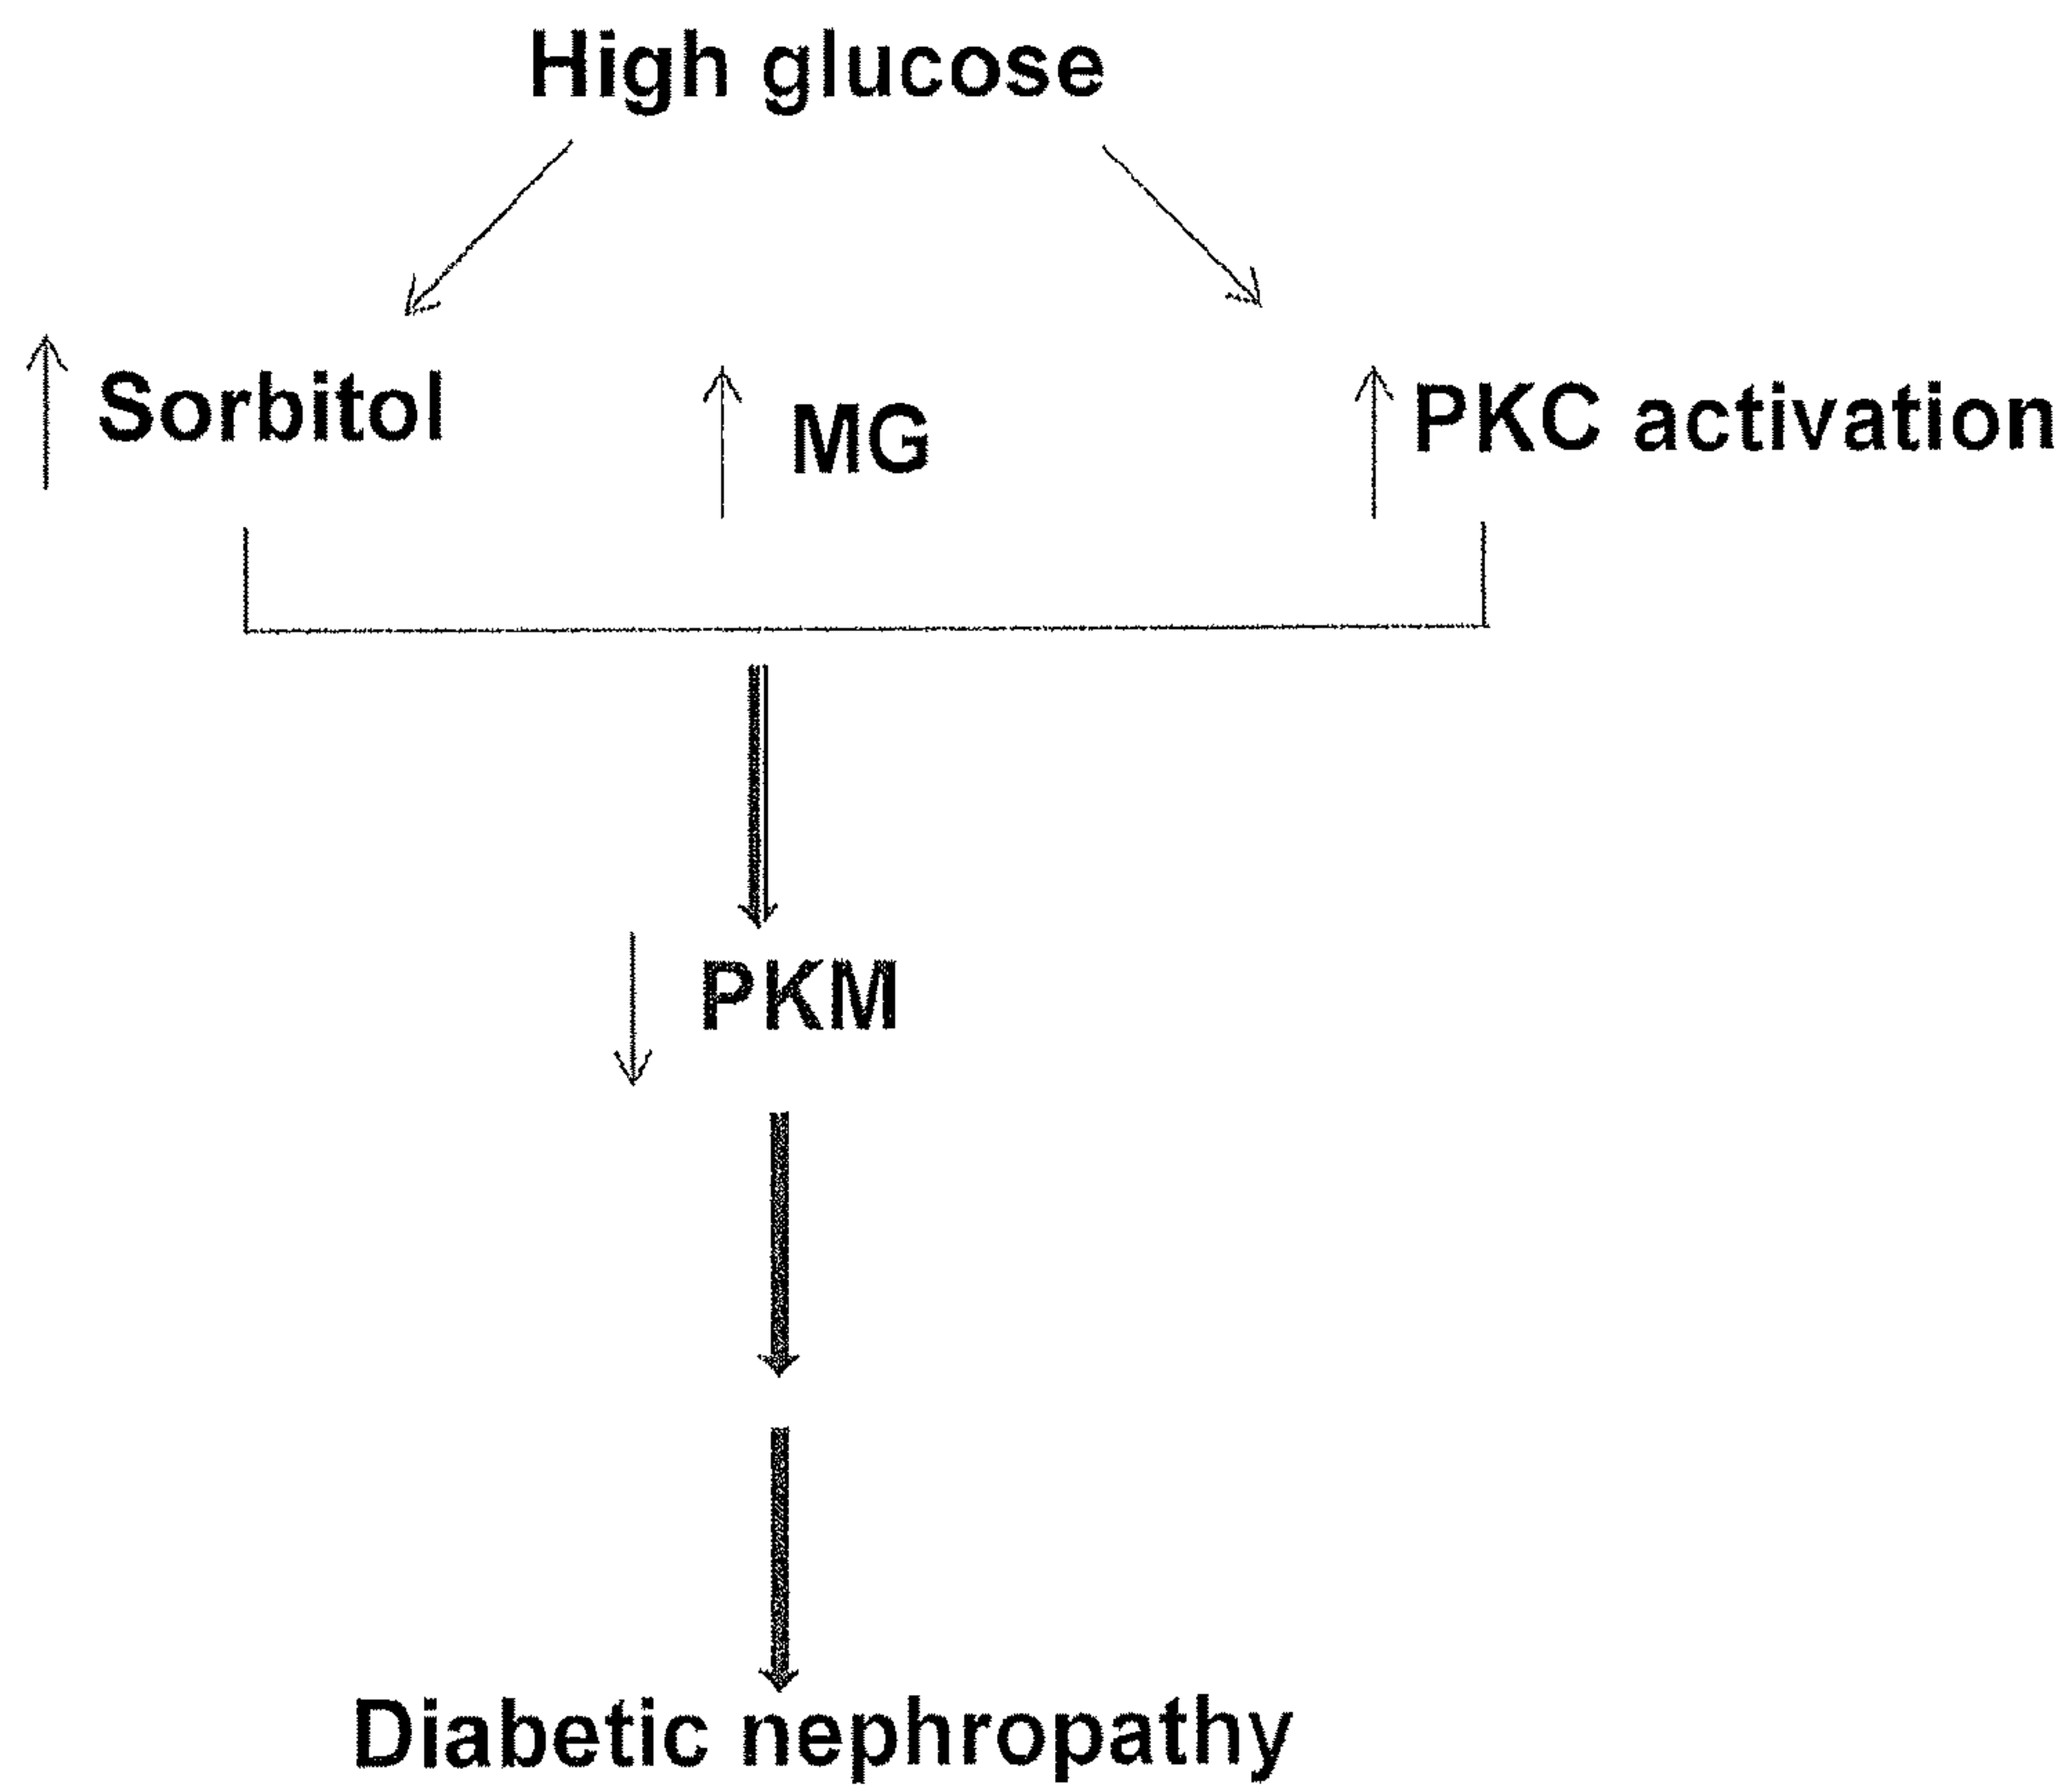 High glucose
Sorbitol
MG
PKC activation
PKM
Diabetic nephropathy